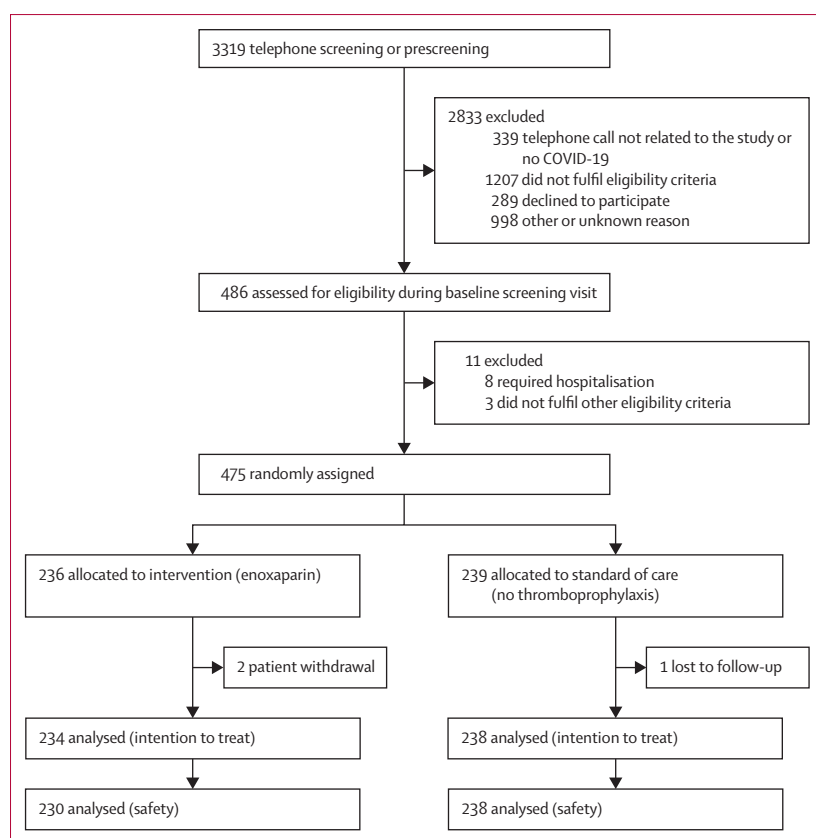 3319 telephone screening or prescreening
2833 excluded
339 telephone call not related to the study or
no COVID-19
1207 did not fulfil eligibility criteria
289 declined to participate
998 other or unknown reason
486 assessed for eligibility during baseline screening visit
11 excluded
8 required hospitalisation
3 did not fulfil other eligibility criteria
475 randomly assigned
236 allocated to intervention (enoxaparin)
239 allocated to standard of care
(no thromboprophylaxis)
2 patient withdrawal
1 lost to follow-up
234 analysed (intention to treat)
238 analysed (intention to treat)
230 analysed (safety)
238 analysed (safety)